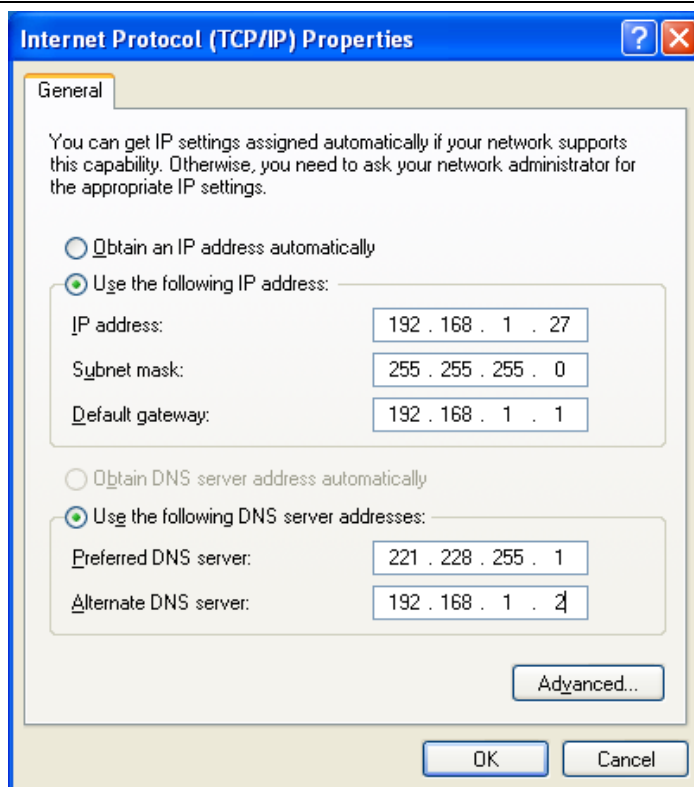 Internet Protocol (TCP/IP) Properties
General
You can get IP settings assigned automatically if your network supports
this capability. Otherwise, you need to ask your network administrator for
the appropriate IP settings.
Obtain an IP address automatically
Use the following IP address:
IP address: 192 . 168 . 1 . 27
Subnet mask: 255 . 255 . 255 . 0
Default gateway: 192 . 168 . 1 . 1
Obtain DNS server address automatically
Use the following DNS server addresses:
Preferred DNS server: 221 . 228 . 255 . 1
Alternate DNS server: 192 . 168 . 1 . 2
Advanced...
OK Cancel